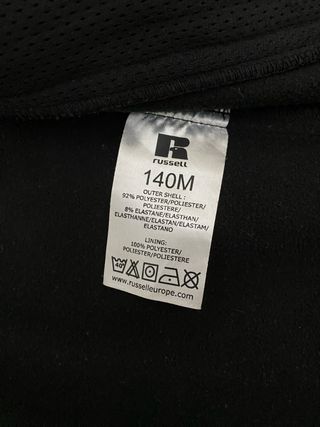 R
russell
140M
OUTER SHELL :
92% POLYESTER/POLIESTER/
POLIESTERE/
8% ELASTANE/ELASTHAN/
ELASTHANNE/ELASTAN/ELASTAM/
ELASTANO
LINING:
100% POLYESTER/
POLIESTER/POLIESTERE
40
www.russelleurope.com